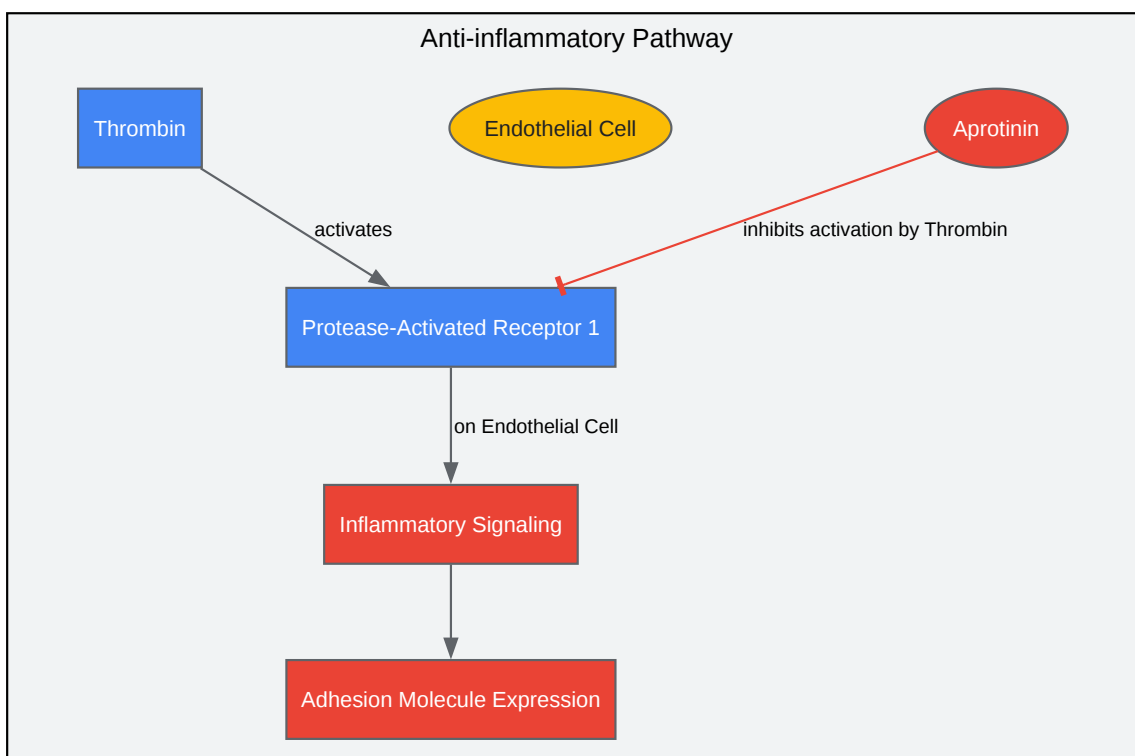 Anti-inflammatory Pathway
Thrombin
Endothelial Cell
Aprotinin
activates
inhibits activation by Thrombin
Protease-Activated Receptor 1
on Endothelial Cell
Inflammatory Signaling
Adhesion Molecule Expression